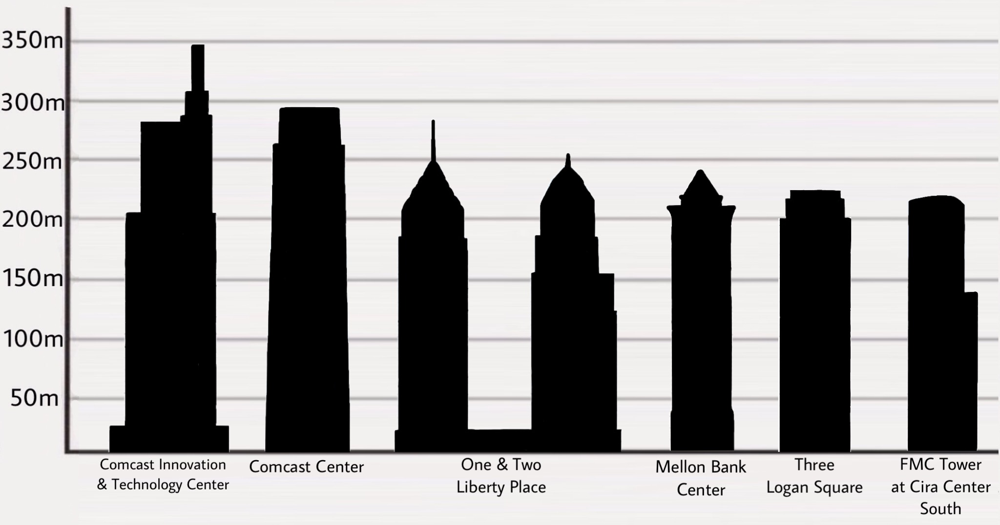 350m
300m
250m
200m
150m
100m
50m
Comcast Innovation
& Technology Center
Comcast Center
One & Two
Liberty Place
Mellon Bank
Center
Three
Logan Square
FMC Tower
at Cira Center
South